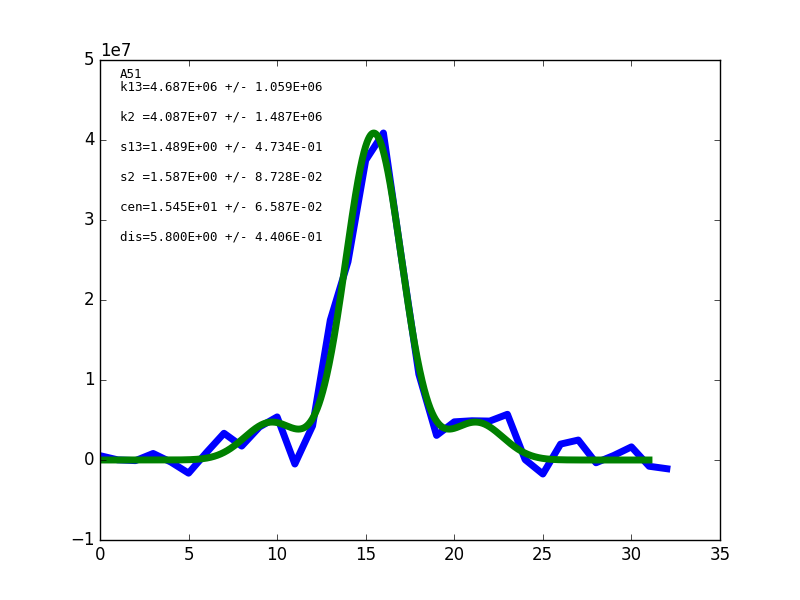 1e7
A51
k13=4.687E+06 +/- 1.059E+06
k2 =4.087E+07 +/- 1.487E+06
s13=1.489E+00 +/- 4.734E-01
s2 =1.587E+00 +/- 8.728E-02
cen=1.545E+01 +/- 6.587E-02
dis=5.800E+00 +/- 4.406E-01
5
4
3
2
1
0
−1
0 5 10 15 20 25 30 35